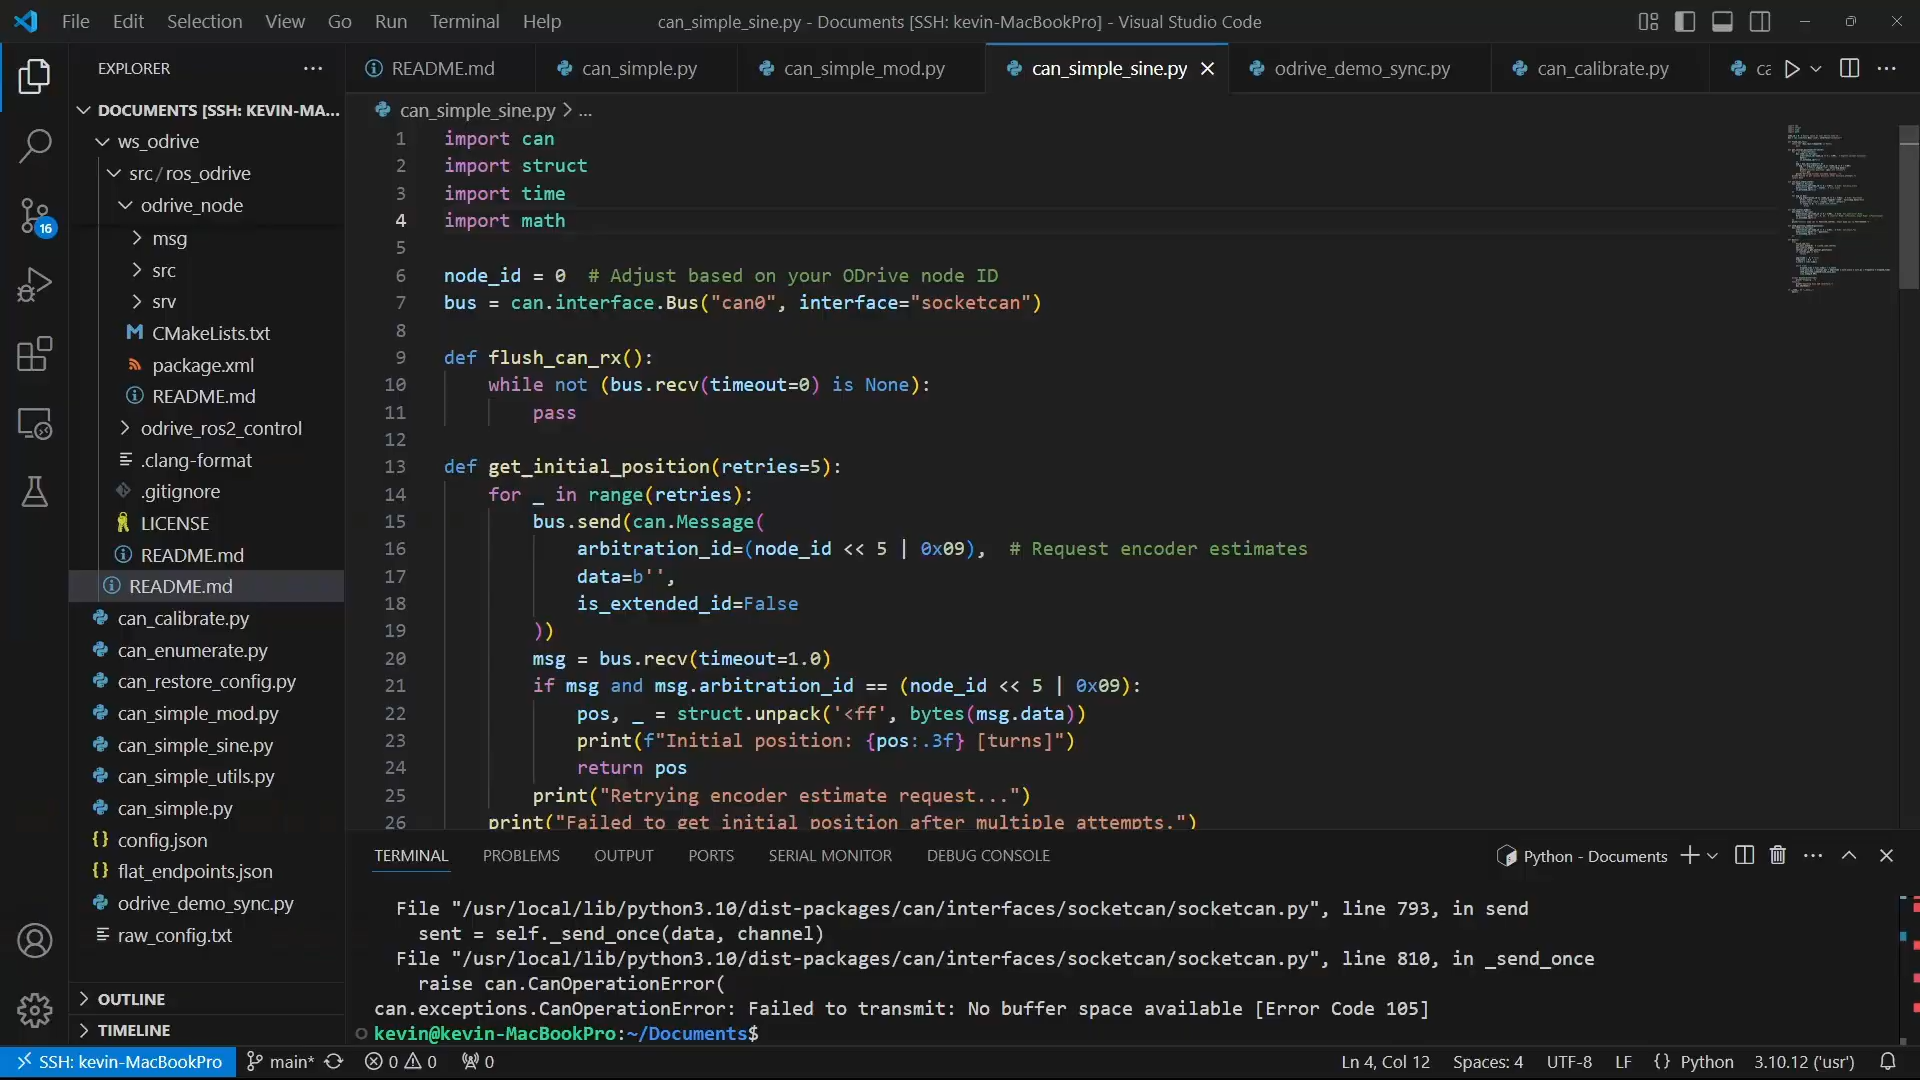 File Edit Selection View Go Run Terminal Help
can_simple_sine.py - Documents [SSH: kevin-MacBookPro] - Visual Studio Code
EXPLORER
DOCUMENTS [SSH: KEVIN-MA...
ws_odrive
src / ros_odrive
odrive_node
msg
src
srv
CMakeLists.txt
package.xml
README.md
odrive_ros2_control
.clang-format
.gitignore
LICENSE
README.md
README.md
can_calibrate.py
can_enumerate.py
can_restore_config.py
can_simple_mod.py
can_simple_sine.py
can_simple_utils.py
can_simple.py
config.json
flat_endpoints.json
odrive_demo_sync.py
raw_config.txt
OUTLINE
TIMELINE
16
README.md can_simple.py can_simple_mod.py can_simple_sine.py odrive_demo_sync.py can_calibrate.py ca
can_simple_sine.py > ...
1 import can
2 import struct
3 import time
4 import math
5
6 node_id = 0 # Adjust based on your ODrive node ID
7 bus = can.interface.Bus("can0", interface="socketcan")
8
9 def flush_can_rx():
10 while not (bus.recv(timeout=0) is None):
11 pass
12
13 def get_initial_position(retries=5):
14 for _ in range(retries):
15 bus.send(can.Message(
16 arbitration_id=(node_id << 5 | 0x09), # Request encoder estimates
17 data=b'',
18 is_extended_id=False
19 ))
20 msg = bus.recv(timeout=1.0)
21 if msg and msg.arbitration_id == (node_id << 5 | 0x09):
22 pos, _ = struct.unpack('<ff', bytes(msg.data))
23 print(f"Initial position: {pos:.3f} [turns]")
24 return pos
25 print("Retrying encoder estimate request...")
26 print("Failed to get initial position after multiple attempts.")
TERMINAL PROBLEMS OUTPUT PORTS SERIAL MONITOR DEBUG CONSOLE
Python - Documents
File "/usr/local/lib/python3.10/dist-packages/can/interfaces/socketcan/socketcan.py", line 793, in send
sent = self._send_once(data, channel)
File "/usr/local/lib/python3.10/dist-packages/can/interfaces/socketcan/socketcan.py", line 810, in _send_once
raise can.CanOperationError(
can.exceptions.CanOperationError: Failed to transmit: No buffer space available [Error Code 105]
kevin@kevin-MacBookPro:~/Documents$
SSH: kevin-MacBookPro main* 0 0 0
Ln 4, Col 12 Spaces: 4 UTF-8 LF {} Python 3.10.12 ('usr')